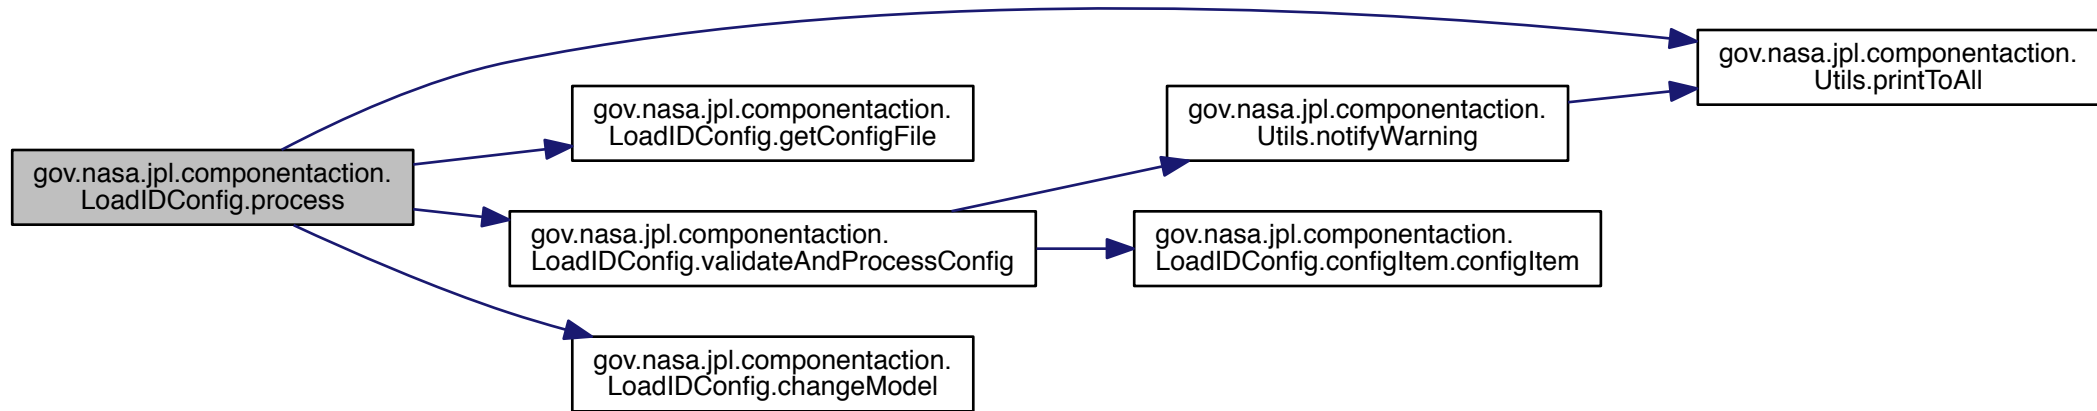 gov.nasa.jpl.componentaction.
LoadIDConfig.process
gov.nasa.jpl.componentaction.
LoadIDConfig.getConfigFile
gov.nasa.jpl.componentaction.
LoadIDConfig.validateAndProcessConfig
gov.nasa.jpl.componentaction.
LoadIDConfig.changeModel
gov.nasa.jpl.componentaction.
Utils.notifyWarning
gov.nasa.jpl.componentaction.
LoadIDConfig.configItem.configItem
gov.nasa.jpl.componentaction.
Utils.printToAll